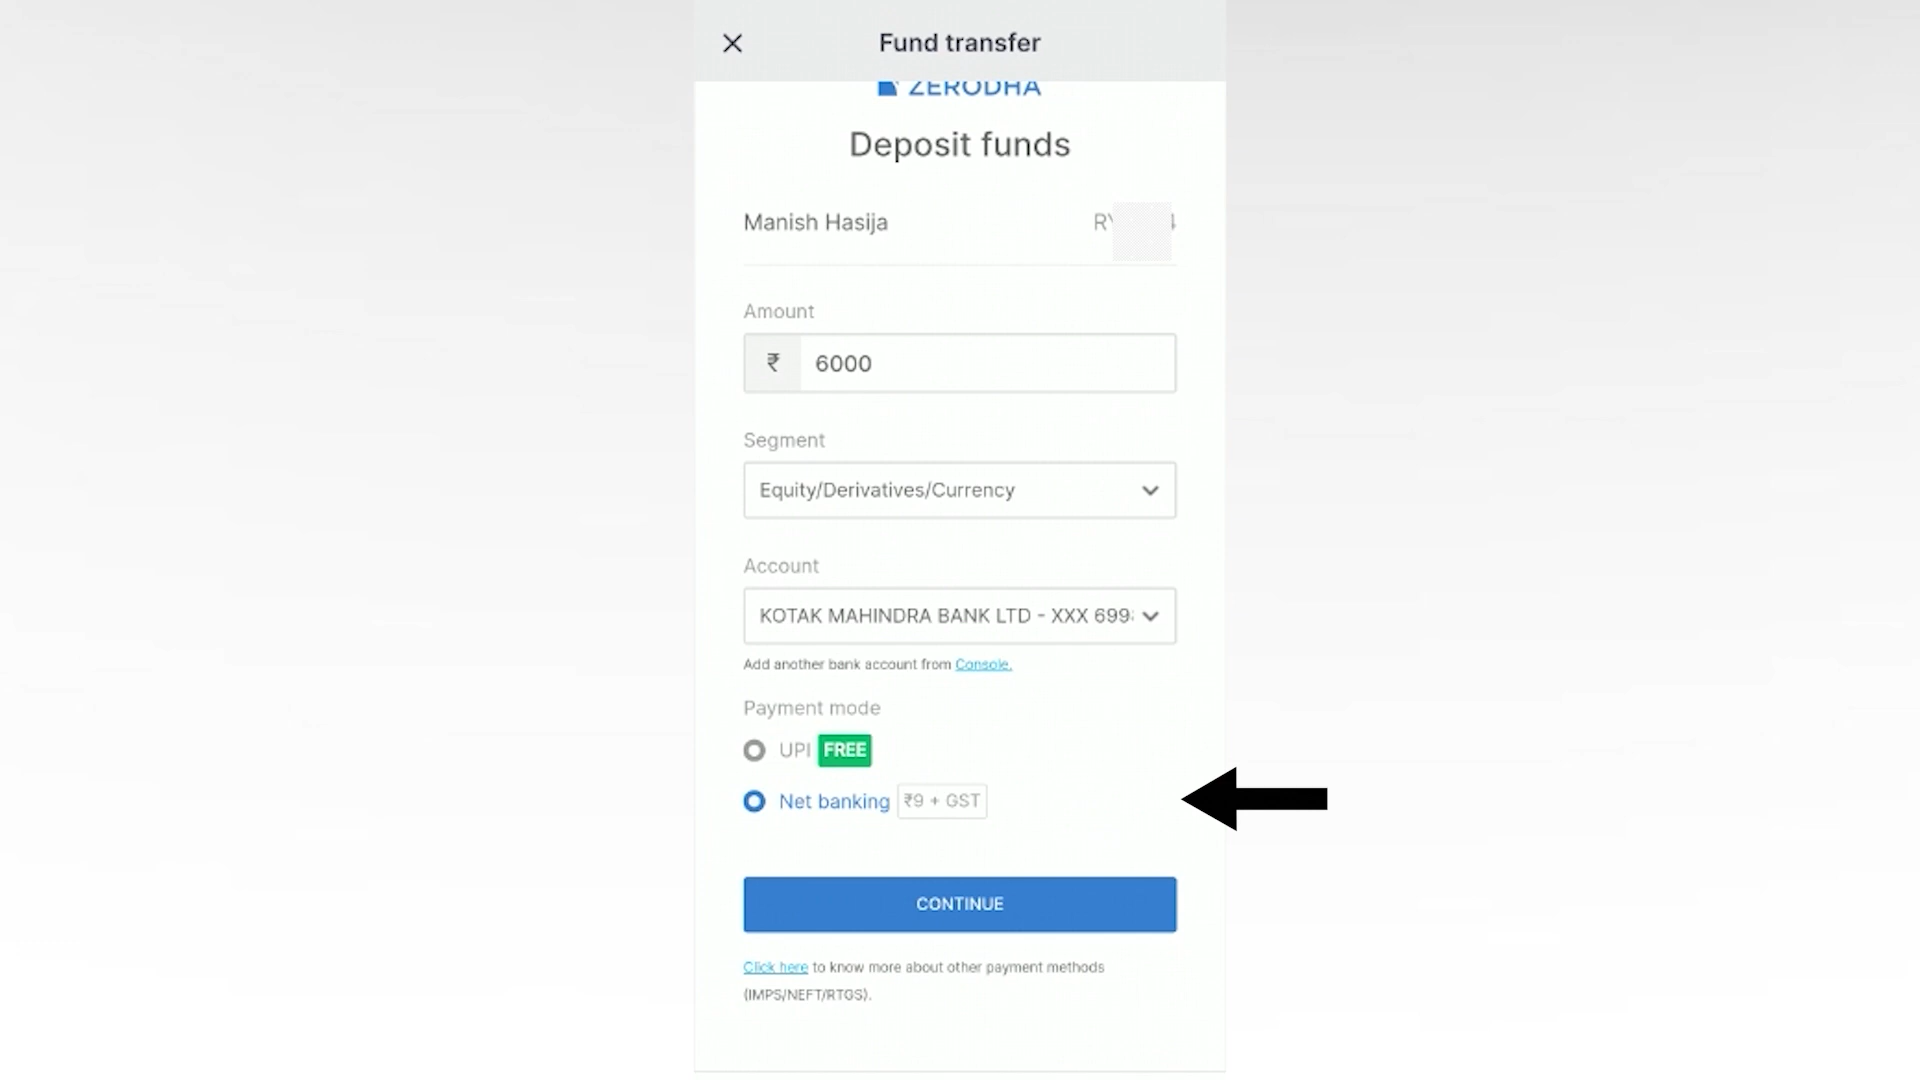 Fund transfer
ZERODHA
Deposit funds
Manish Hasija
Amount
₹ 6000
Segment
Equity/Derivatives/Currency
Account
KOTAK MAHINDRA BANK LTD - XXX 699
Add another bank account from Console.
Payment mode
UPI FREE
Net banking ₹9 + GST
CONTINUE
Click here to know more about other payment methods
(IMPS/NEFT/RTGS).